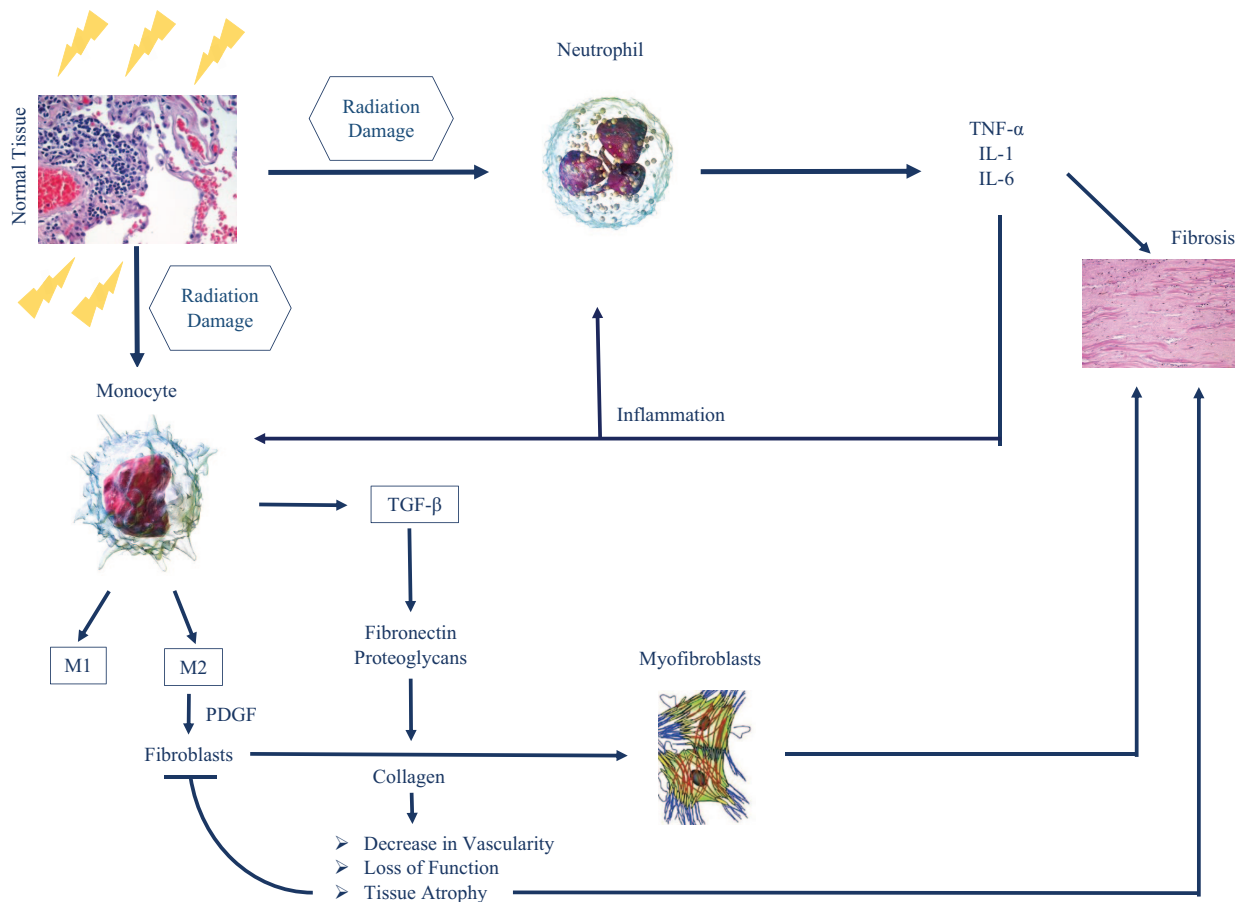 Neutrophil
Radiation
Damage
Normal Tissue
TNF-α
IL-1
IL-6
Fibrosis
Radiation
Damage
Monocyte
Inflammation
TGF-β
Fibronectin
Proteoglycans
M1
M2
Myofibroblasts
PDGF
Fibroblasts
Collagen
➢ Decrease in Vascularity
➢ Loss of Function
➢ Tissue Atrophy